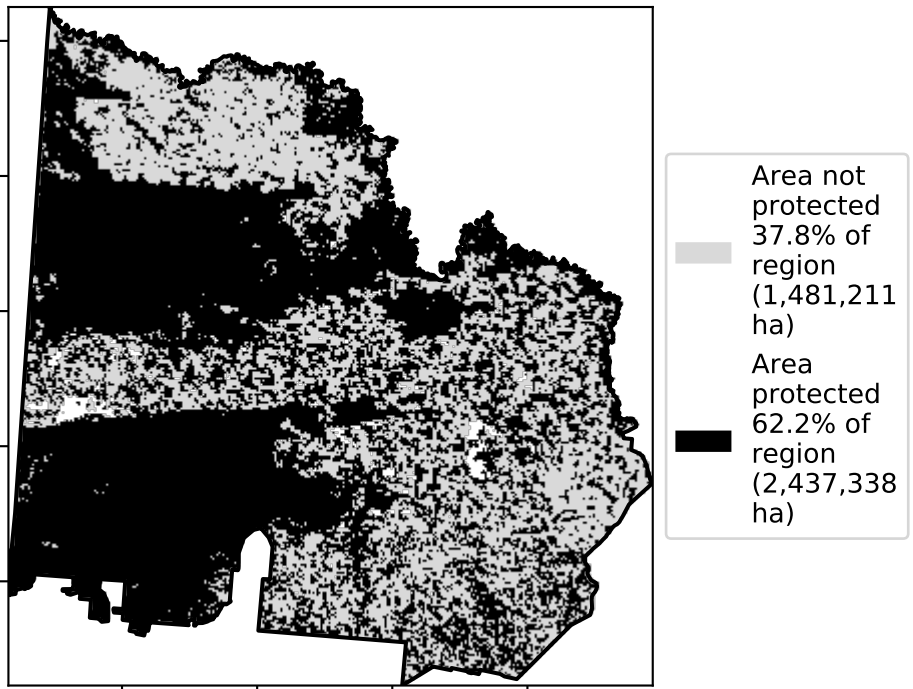 Area not
protected
37.8% of
region
(1,481,211
ha)
Area
protected
62.2% of
region
(2,437,338
ha)